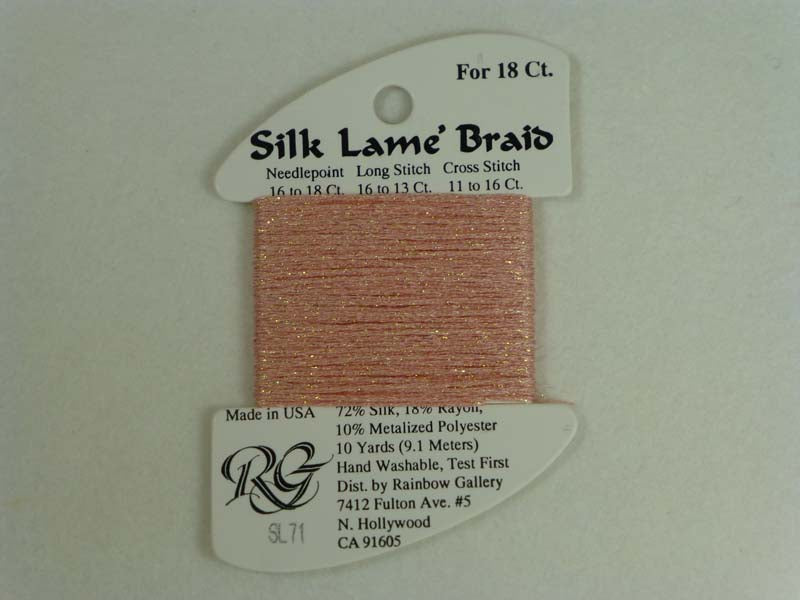 For 18 Ct.
Silk Lame' Braid
Needlepoint Long Stitch Cross Stitch
16 to 18 Ct. 16 to 13 Ct. 11 to 16 Ct.
Made in USA
72% Silk, 18% Rayon,
10% Metalized Polyester
10 Yards (9.1 Meters)
Hand Washable, Test First
Dist. by Rainbow Gallery
7412 Fulton Ave. #5
N. Hollywood
CA 91605
RG
SL71